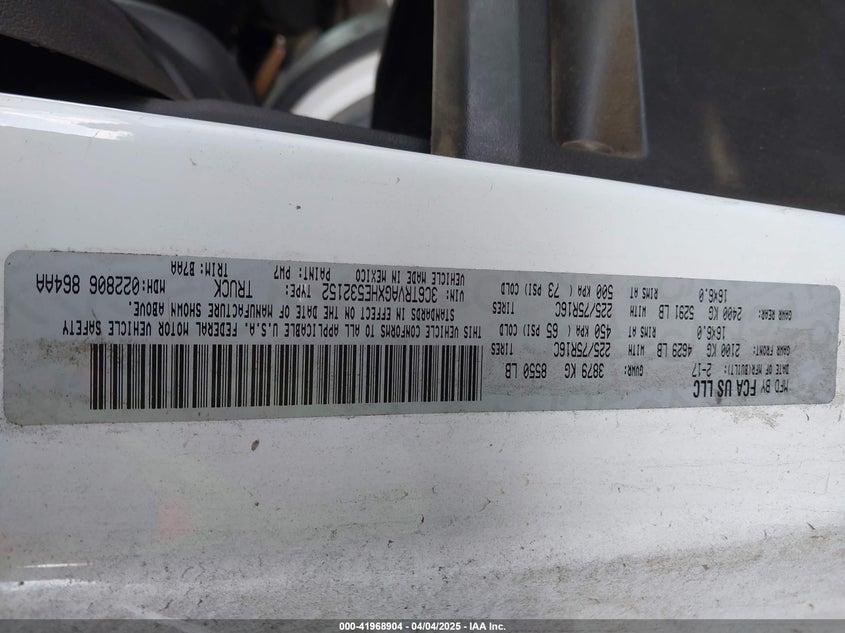 MFD BY FCA US LLC
DATE OF MFR(BUILT): 2-17 GVWR: 3879 KG 8550 LB
GAWR FRONT: 2100 KG 4629 LB WITH 225/75R16C TIRES
16X6.0 RIMS AT 450 KPA ( 65 PSI) COLD
GAWR REAR: 2400 KG 5291 LB WITH 225/75R16C TIRES
16X6.0 RIMS AT 500 KPA ( 73 PSI) COLD
THIS VEHICLE CONFORMS TO ALL APPLICABLE U.S.A. FEDERAL MOTOR VEHICLE SAFETY
STANDARDS IN EFFECT ON THE DATE OF MANUFACTURE SHOWN ABOVE.
VIN: 3C6TRVAGXHE532152 TYPE: TRUCK MDH:022806 864AA
VEHICLE MADE IN MEXICO PAINT: PW7 TRIM: B7AA
000-41968904 / 04/04/2025 - IAA Inc.